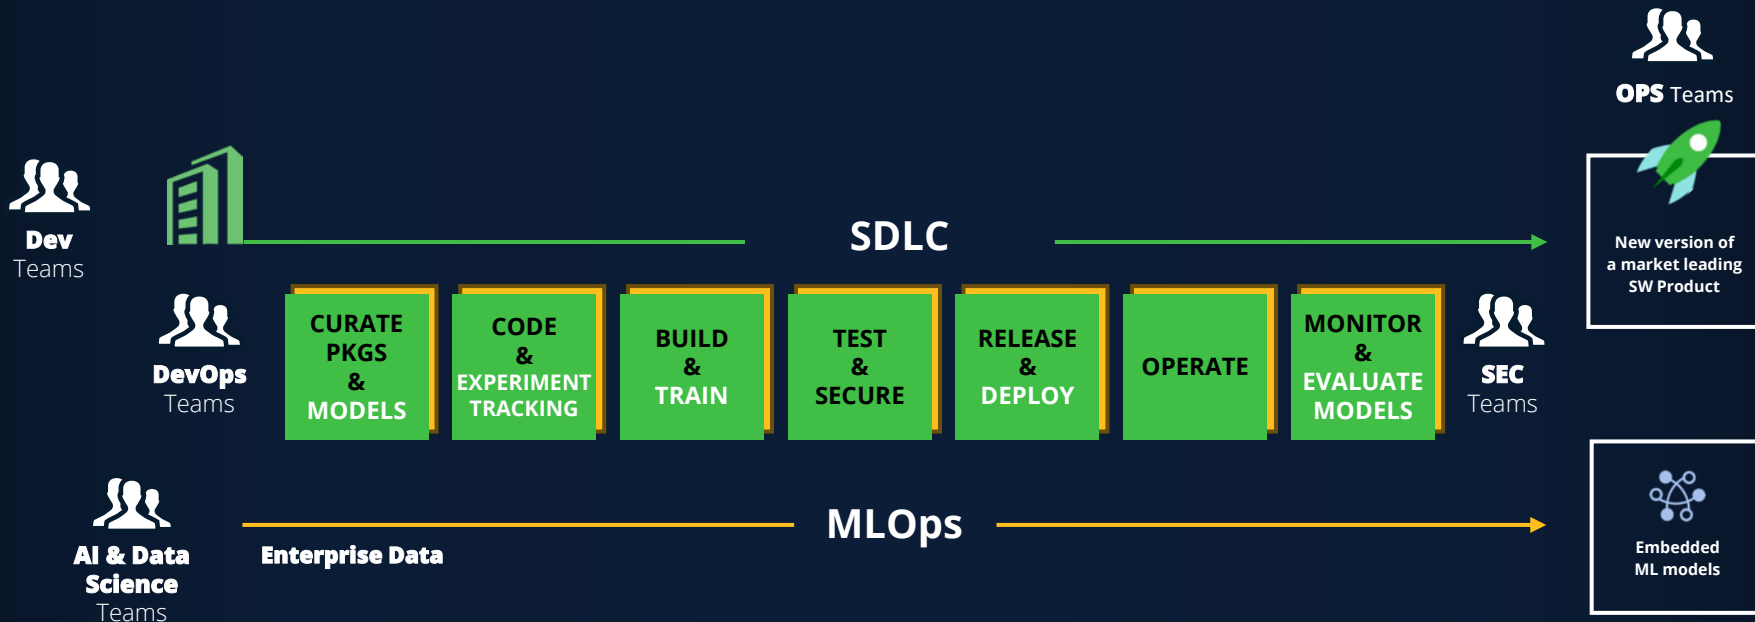 OPS Teams
Dev
Teams
SDLC
New version of
a market leading
SW Product
DevOps
Teams
CURATE
PKGS
&
MODELS
CODE
&
EXPERIMENT
TRACKING
BUILD
&
TRAIN
TEST
&
SECURE
RELEASE
&
DEPLOY
OPERATE
MONITOR
&
EVALUATE
MODELS
SEC
Teams
AI & Data
Science
Teams
Enterprise Data
MLOps
Embedded
ML models